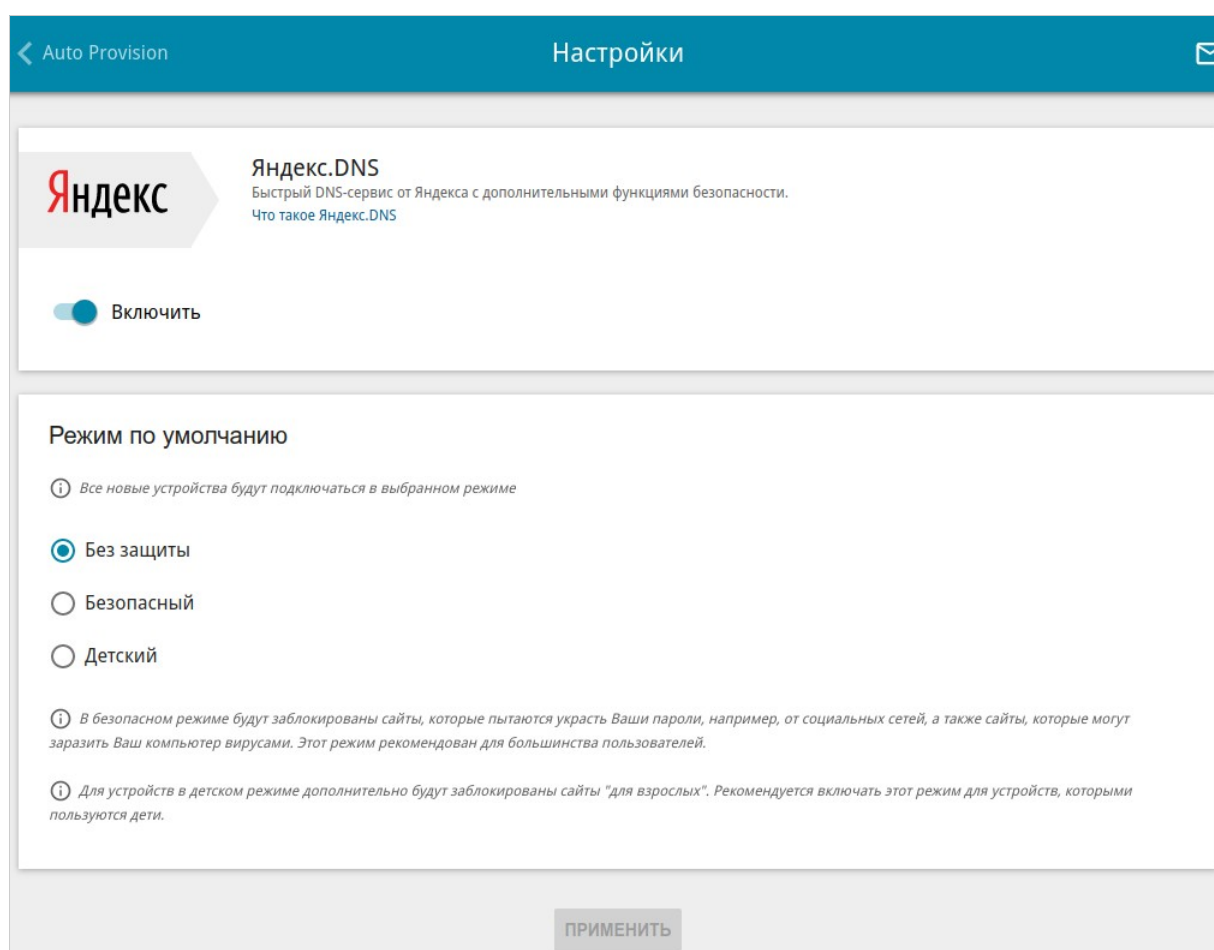 Auto Provision
Настройки
Яндекс
Яндекс.DNS
Быстрый DNS-сервис от Яндекса с дополнительными функциями безопасности.
Что такое Яндекс.DNS
Включить
Режим по умолчанию
Все новые устройства будут подключаться в выбранном режиме
Без защиты
Безопасный
Детский
В безопасном режиме будут заблокированы сайты, которые пытаются украсть Ваши пароли, например, от социальных сетей, а также сайты, которые могут
заразить Ваш компьютер вирусами. Этот режим рекомендован для большинства пользователей.
Для устройств в детском режиме дополнительно будут заблокированы сайты "для взрослых". Рекомендуется включать этот режим для устройств, которыми
пользуются дети.
ПРИМЕНИТЬ